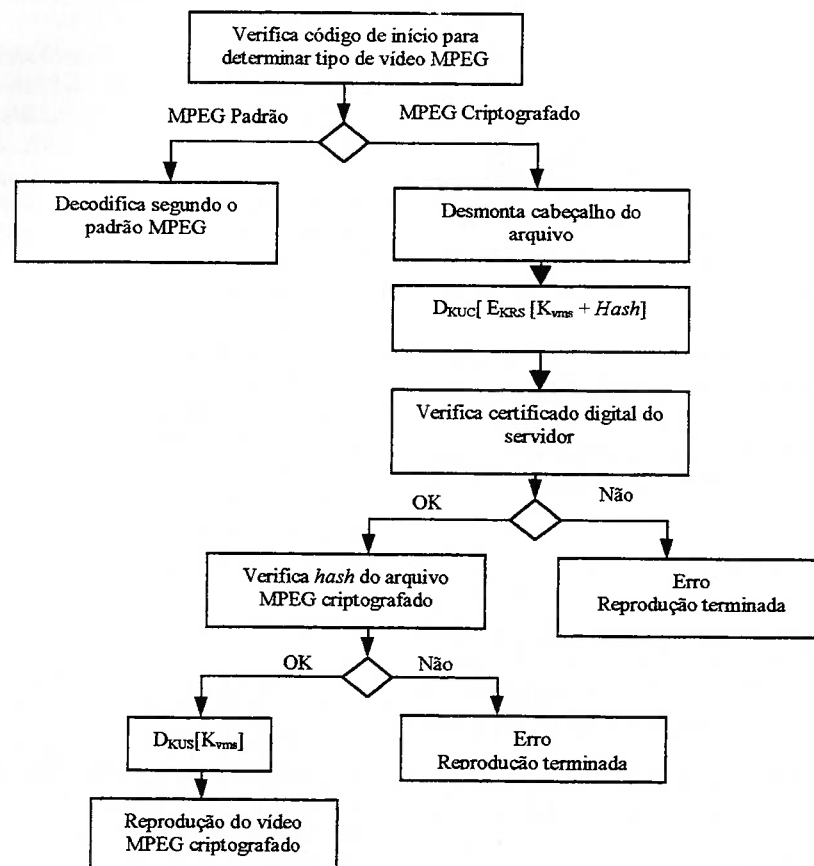 Verifica código de início para
determinar tipo de vídeo MPEG
MPEG Padrão
MPEG Criptografado
Decodifica segundo o
padrão MPEG
Desmonta cabeçalho do
arquivo
DKUC[ EKRS [Kvms + Hash]
Verifica certificado digital do
servidor
OK
Não
Verifica hash do arquivo
MPEG criptografado
Erro
Reprodução terminada
OK
Não
DKUS[Kvms]
Erro
Reprodução terminada
Reprodução do vídeo
MPEG criptografado